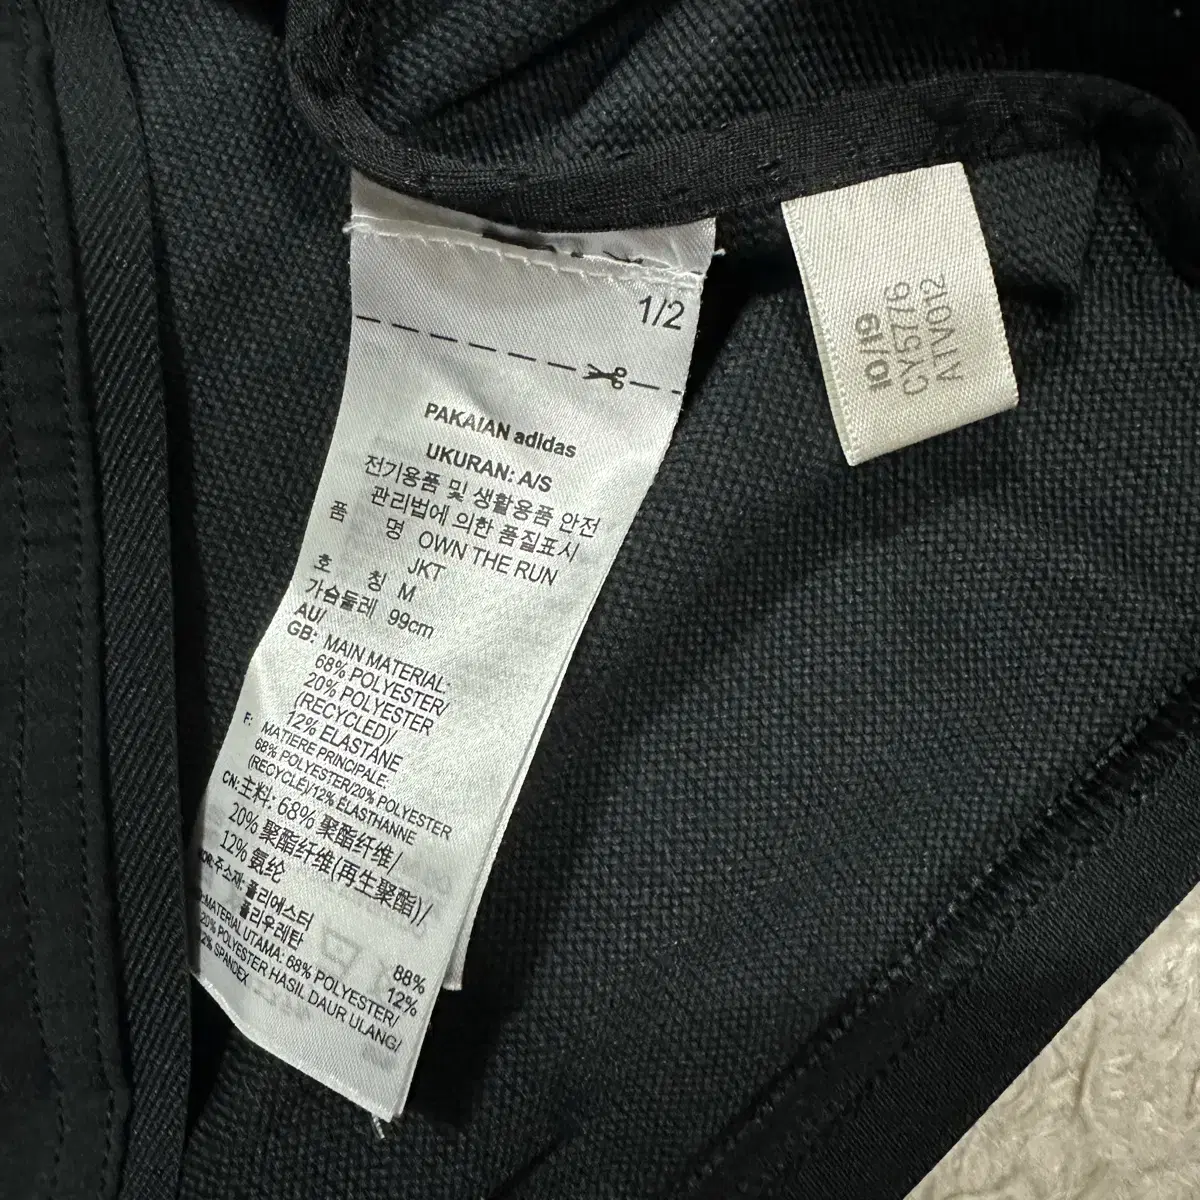 1/2
PAKAIAN adidas
UKURAN: A/S
전기용품 및 생활용품 안전
관리법에 의한 품질표시
품 명 OWN THE RUN
JKT
호 칭 M
가슴둘레 99cm
AU/
GB: MAIN MATERIAL:
68% POLYESTER/
20% POLYESTER
(RECYCLED)/
12% ELASTANE
F: MATIERE PRINCIPALE:
68% POLYESTER/20% POLYESTER
(RECYCLÉ)/12% ÉLASTHANNE
CN: 主料: 68% 聚酯纤维/
20% 聚酯纤维(再生聚酯)/
12% 氨纶
주소재: 폴리에스터 88%
폴리우레탄 12%
MATERIAL UTAMA: 68% POLYESTER/
20% POLYESTER HASIL DAUR ULANG/
12% SPANDEX
10/19
CY5776
A1V012